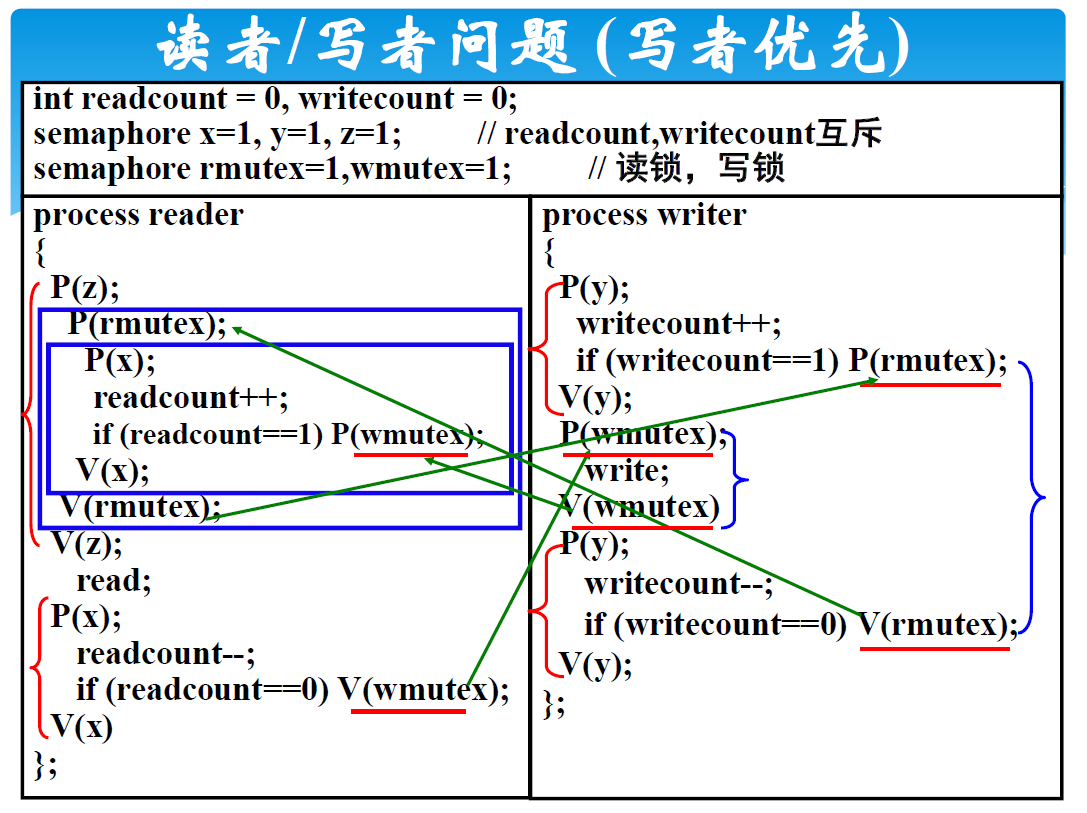 读者/写者问题 (写者优先)
int readcount = 0, writecount = 0;
semaphore x=1, y=1, z=1; // readcount,writecount互斥
semaphore rmutex=1,wmutex=1; // 读锁，写锁
process reader
{
P(z);
P(rmutex);
P(x);
readcount++;
if (readcount==1) P(wmutex);
V(x);
V(rmutex);
V(z);
read;
P(x);
readcount--;
if (readcount==0) V(wmutex);
V(x)
};
process writer
{
P(y);
writecount++;
if (writecount==1) P(rmutex);
V(y);
P(wmutex);
write;
V(wmutex)
P(y);
writecount--;
if (writecount==0) V(rmutex);
V(y);
};